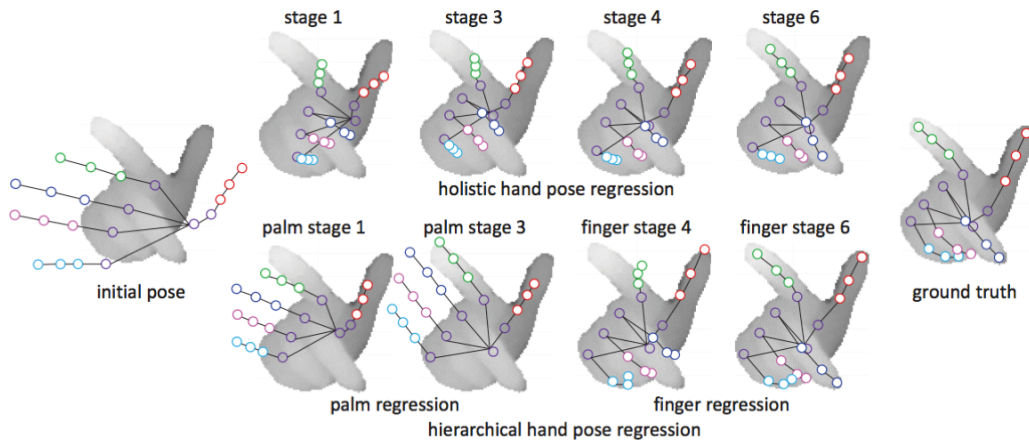 stage 1
stage 3
stage 4
stage 6
holistic hand pose regression
initial pose
ground truth
palm stage 1
palm stage 3
finger stage 4
finger stage 6
palm regression
finger regression
hierarchical hand pose regression